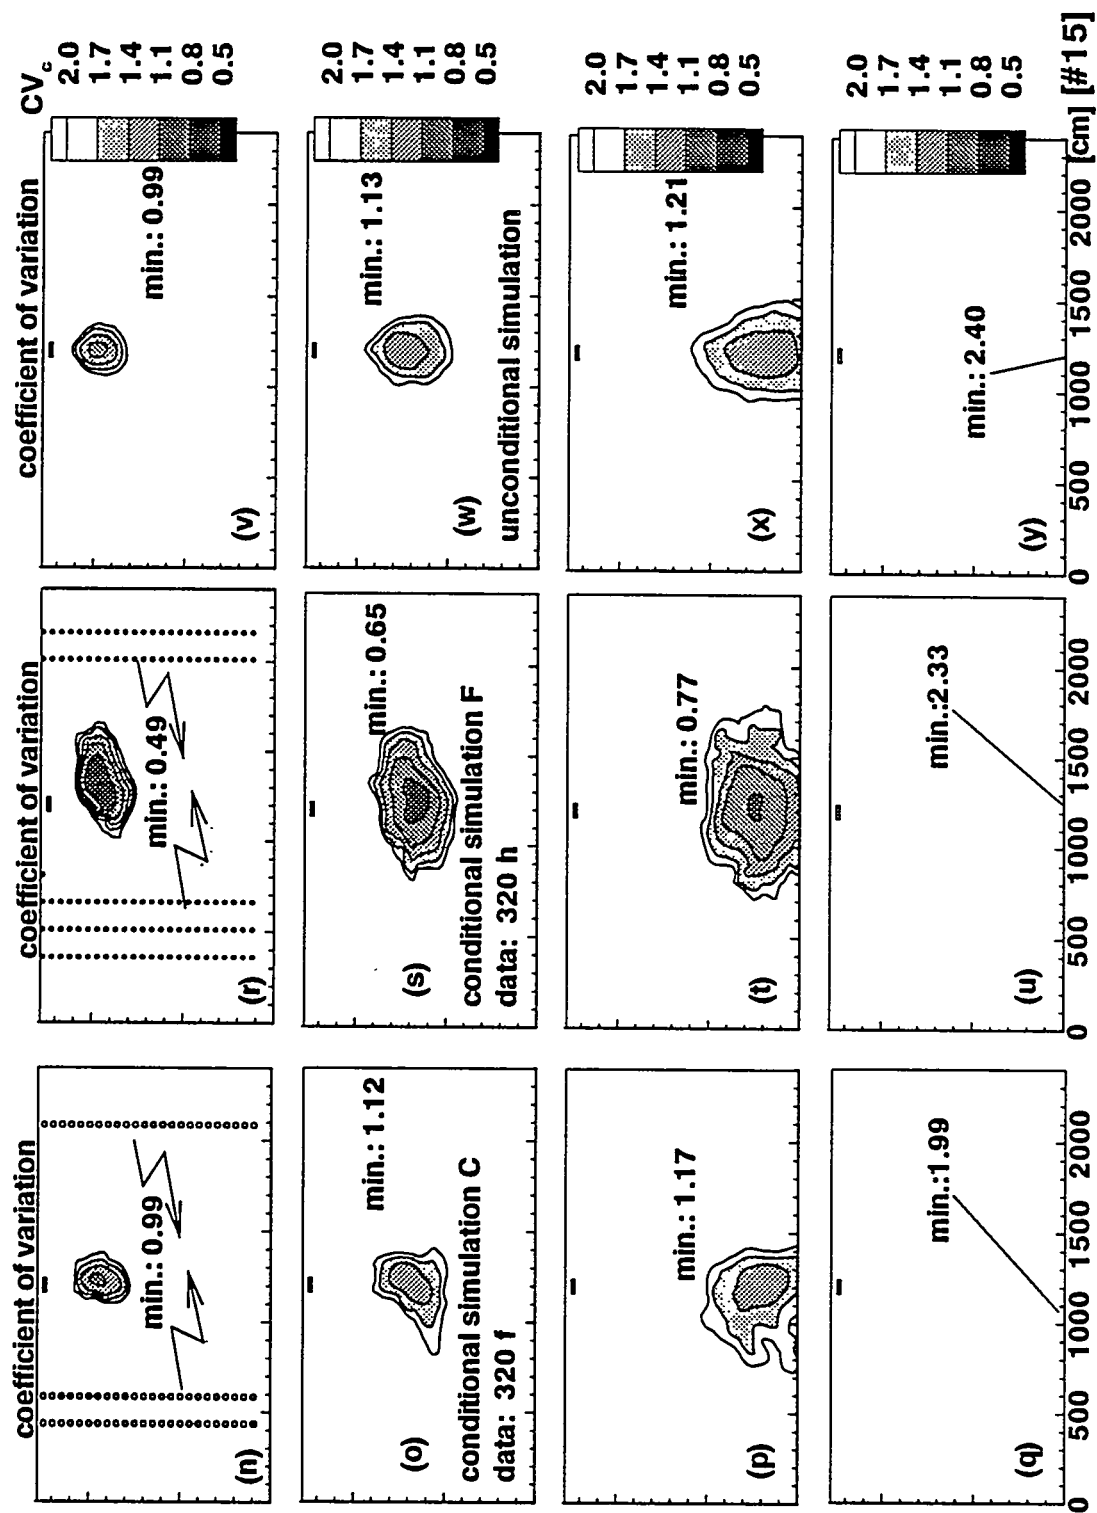 coefficient of variation
(n)
min.: 0.99
(o)
min.: 1.12
conditional simulation C
data: 320 f
(p)
min.: 1.17
(q)
min.:1.99
0 500 1000 1500 2000
coefficient of variation
(r)
min.: 0.49
(s)
min.: 0.65
conditional simulation F
data: 320 h
(t)
min.: 0.77
(u)
min.:2.33
0 500 1000 1500 2000
coefficient of variation
CVc
2.0
1.7
1.4
1.1
0.8
0.5
(v)
min.: 0.99
(w)
min.: 1.13
unconditional simulation
2.0
1.7
1.4
1.1
0.8
0.5
(x)
min.: 1.21
2.0
1.7
1.4
1.1
0.8
0.5
(y)
min.: 2.40
2.0
1.7
1.4
1.1
0.8
0.5
0 500 1000 1500 2000 [cm] [#15]